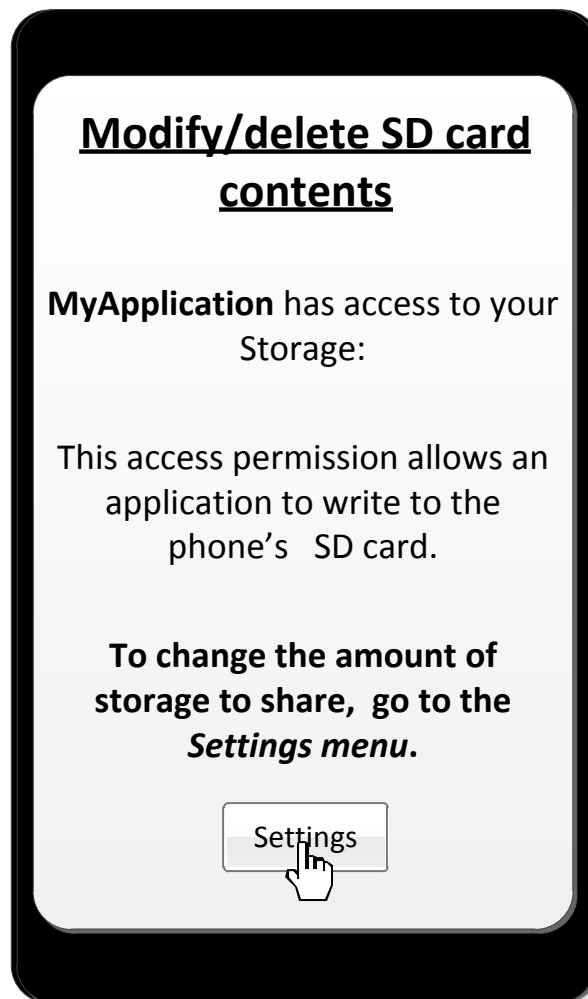 Modify/delete SD card
contents
MyApplication has access to your
Storage:
This access permission allows an
application to write to the
phone’s   SD card.
To change the amount of
storage to share,  go to the
Settings menu.
Settings